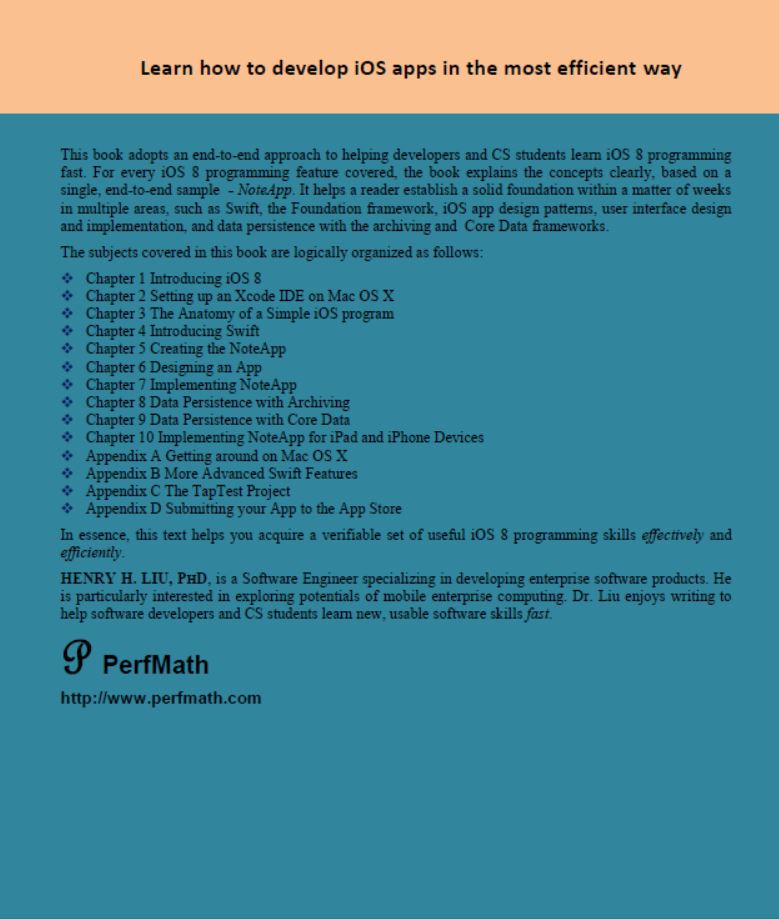 Learn how to develop iOS apps in the most efficient way
This book adopts an end-to-end approach to helping developers and CS students learn iOS 8 programming
fast. For every iOS 8 programming feature covered, the book explains the concepts clearly, based on a
single, end-to-end sample - NoteApp. It helps a reader establish a solid foundation within a matter of weeks
in multiple areas, such as Swift, the Foundation framework, iOS app design patterns, user interface design
and implementation, and data persistence with the archiving and Core Data frameworks.
The subjects covered in this book are logically organized as follows:
❖ Chapter 1 Introducing iOS 8
❖ Chapter 2 Setting up an Xcode IDE on Mac OS X
❖ Chapter 3 The Anatomy of a Simple iOS program
❖ Chapter 4 Introducing Swift
❖ Chapter 5 Creating the NoteApp
❖ Chapter 6 Designing an App
❖ Chapter 7 Implementing NoteApp
❖ Chapter 8 Data Persistence with Archiving
❖ Chapter 9 Data Persistence with Core Data
❖ Chapter 10 Implementing NoteApp for iPad and iPhone Devices
❖ Appendix A Getting around on Mac OS X
❖ Appendix B More Advanced Swift Features
❖ Appendix C The TapTest Project
❖ Appendix D Submitting your App to the App Store
In essence, this text helps you acquire a verifiable set of useful iOS 8 programming skills effectively and
efficiently.
HENRY H. LIU, PHD, is a Software Engineer specializing in developing enterprise software products. He
is particularly interested in exploring potentials of mobile enterprise computing. Dr. Liu enjoys writing to
help software developers and CS students learn new, usable software skills fast.
P PerfMath
http://www.perfmath.com